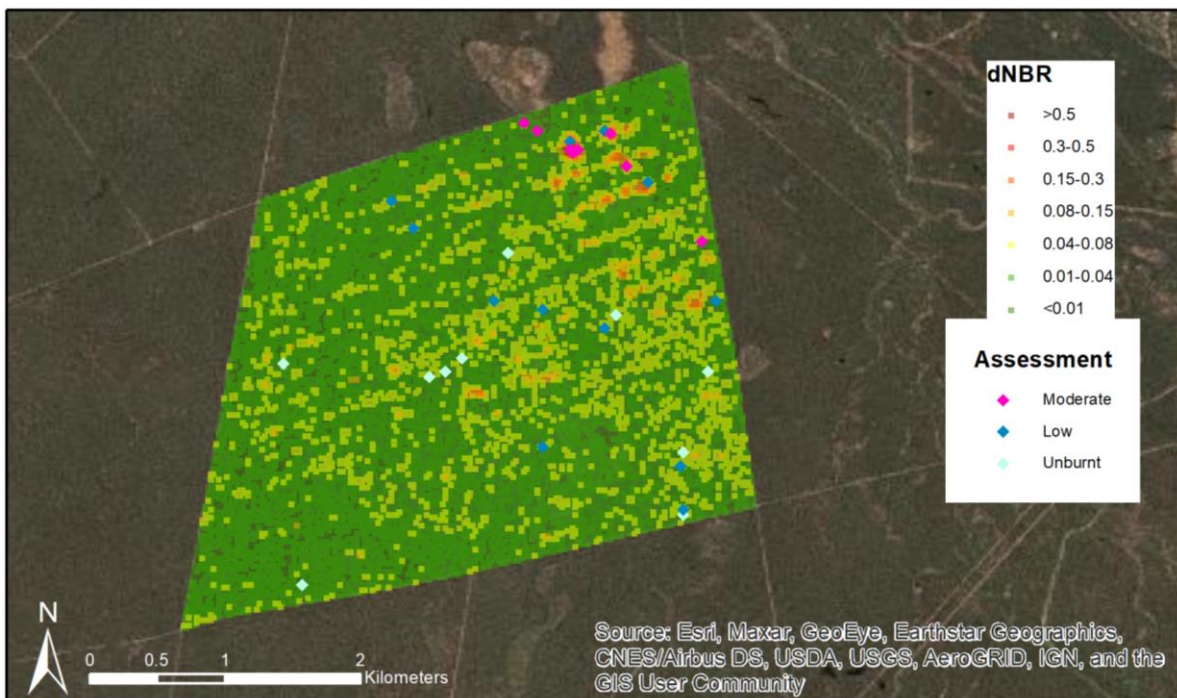 dNBR
>0.5
0.3-0.5
0.15-0.3
0.08-0.15
0.04-0.08
0.01-0.04
<0.01
Assessment
Moderate
Low
Unburnt
N
0 0.5 1 2
Kilometers
Source: Esri, Maxar, GeoEye, Earthstar Geographics,
CNES/Airbus DS, USDA, USGS, AeroGRID, IGN, and the
GIS User Community